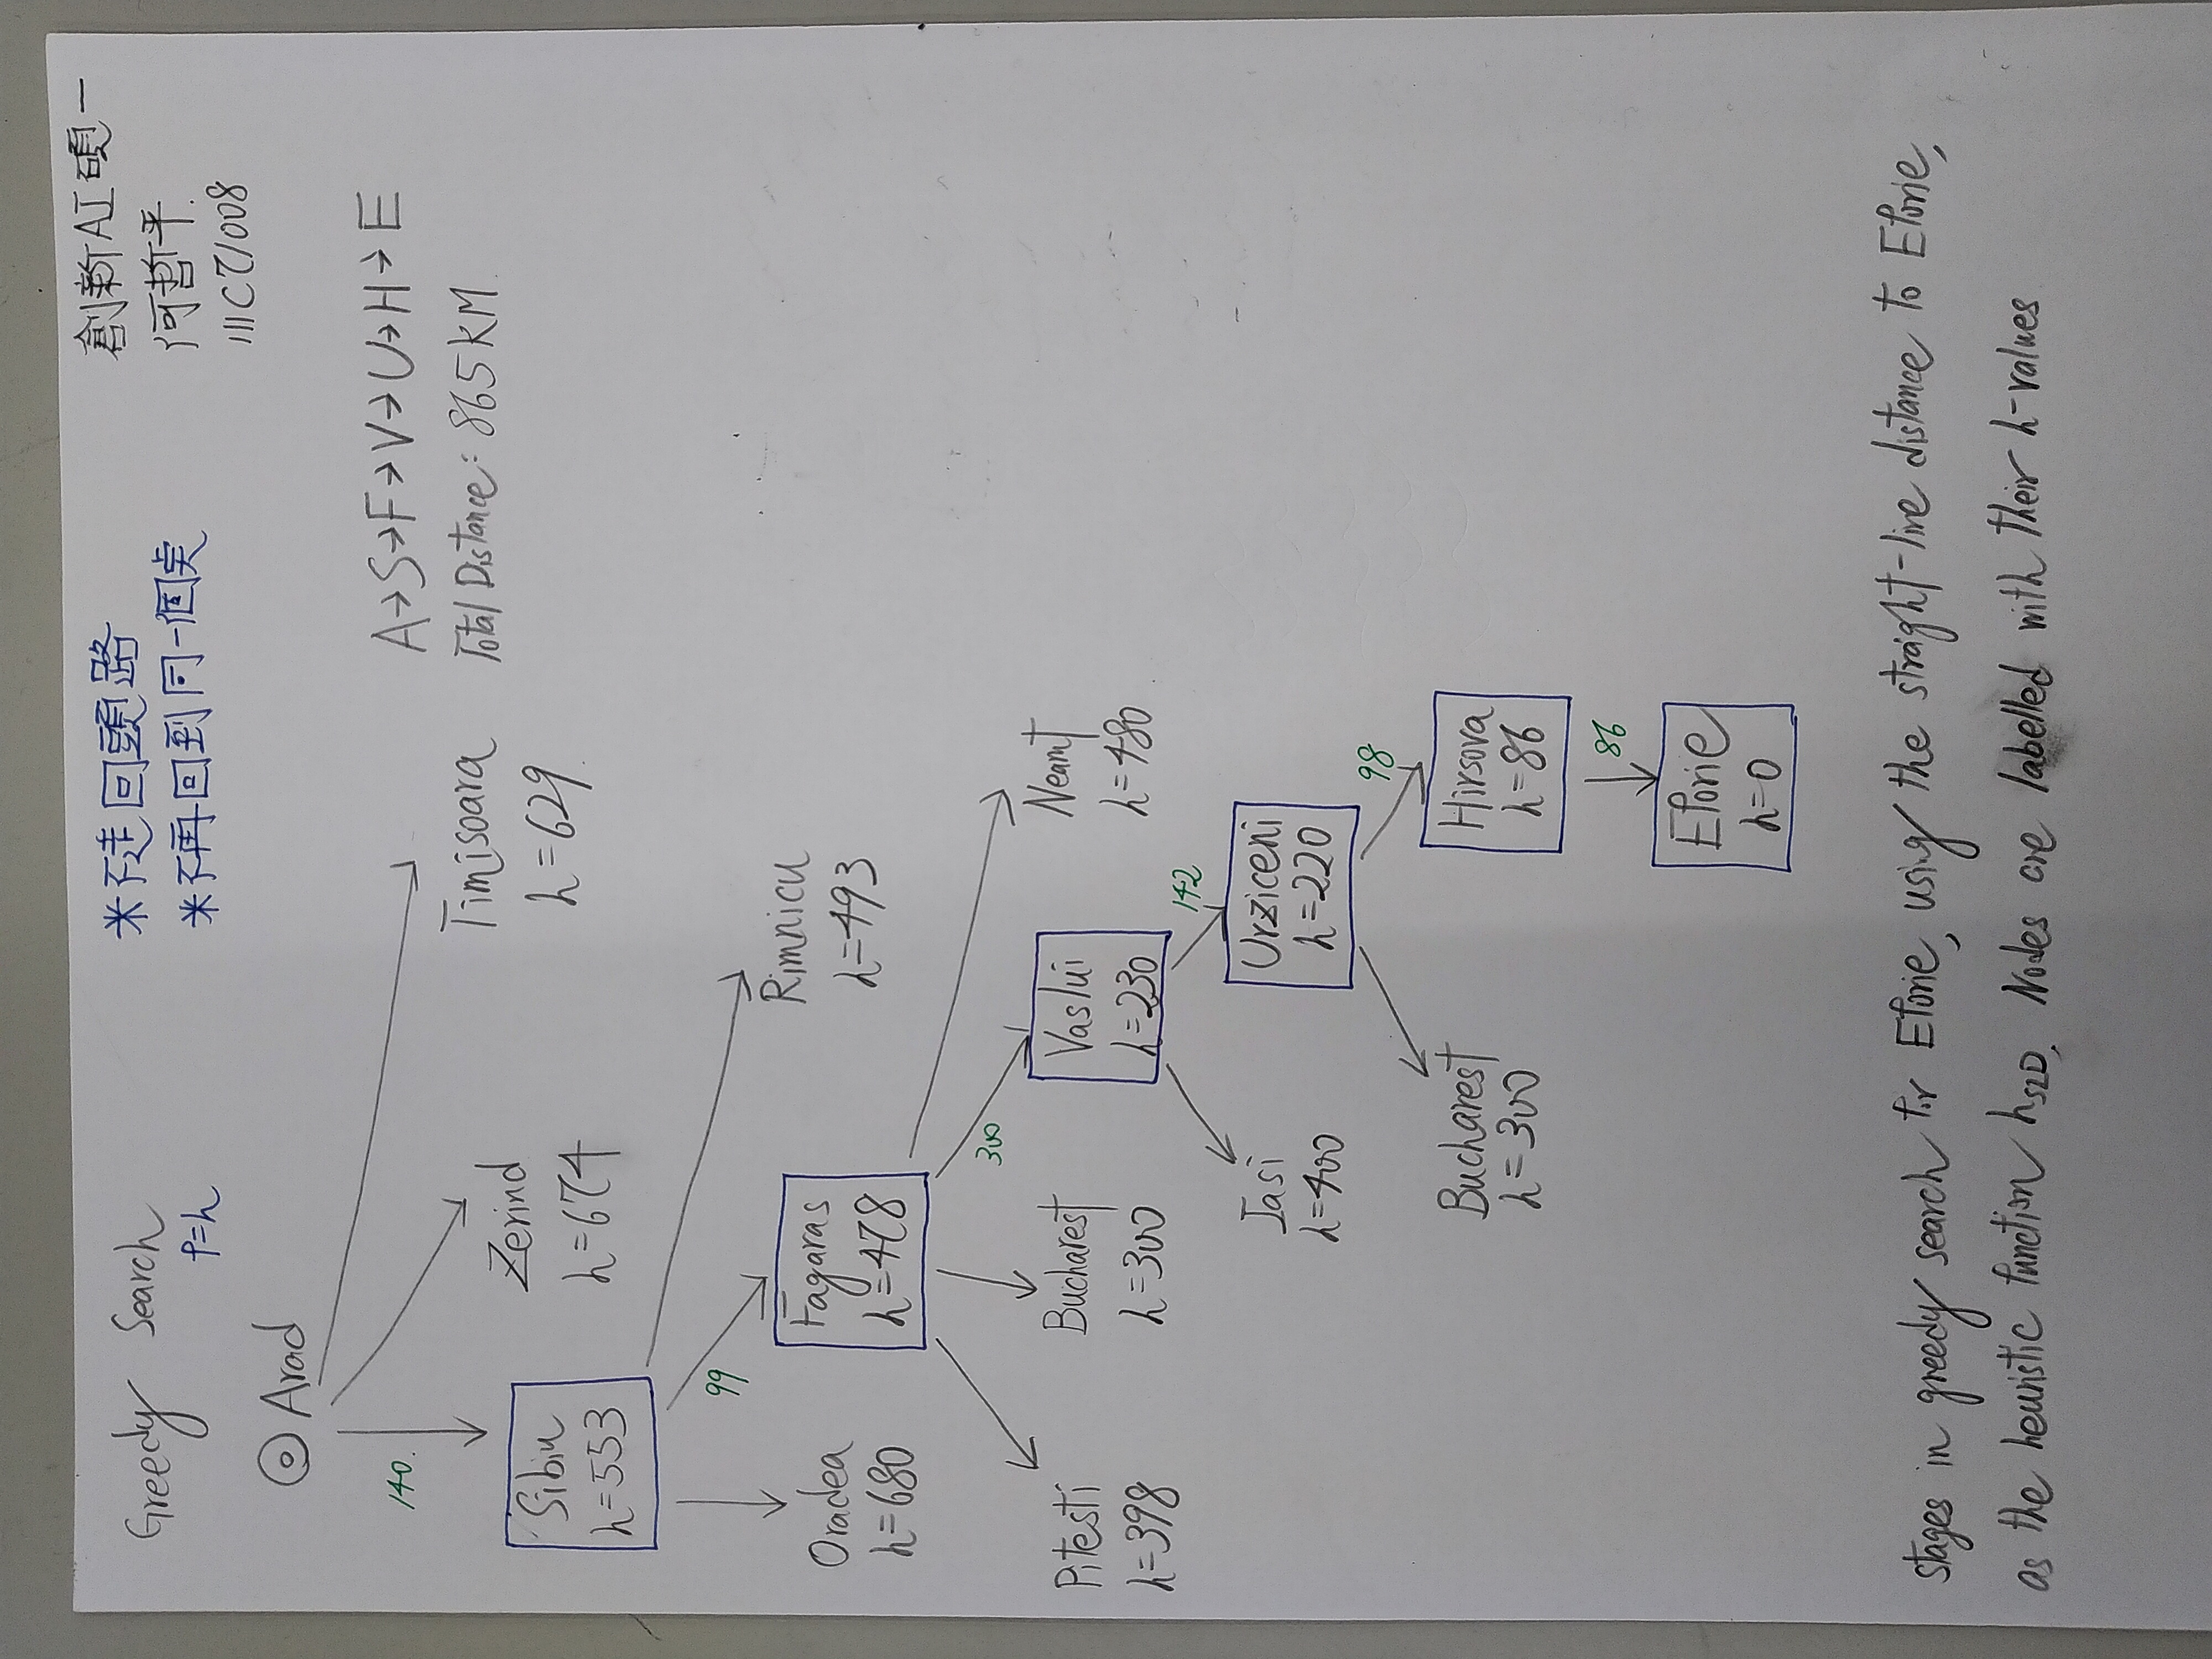 Greedy Search
f=h
*不走回頭路
*不再回到同一個點
創新AI碩一
何哲平.
111C71008
Arad
140.
A→S→F→V→U→H→E
Total Distance: 865KM.
Sibiu
h=553
Zerind
h=674
Timisoara
h=629.
99
Oradea
h=680
Fagaras
h=478
Rimnicu
h=493
300
Pitesti
h=398
Bucharest
h=300
Vaslui
h=230
Neamt
h=480
142
Iasi
h=400
Urziceni
h=220
98
Bucharest
h=300
Hirsova
h=86
86
Eforie
h=0
stages in greedy search for Eforie, using the straight-line distance to Eforie,
as the heuristic function hSLD. Nodes are labelled with their h-values